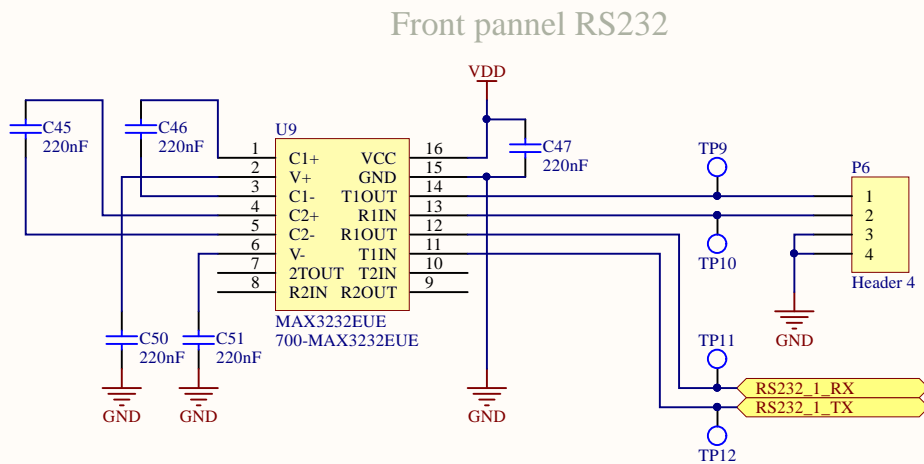 Front pannel RS232
VDD
C45
220nF
C46
220nF
U9
C47
220nF
TP9
P6
1 C1+ VCC 16
2 V+ GND 15
3 C1- T1OUT 14
4 C2+ R1IN 13
5 C2- R1OUT 12
6 V- T1IN 11
7 2TOUT T2IN 10
8 R2IN R2OUT 9
1
2
3
4
TP10
Header 4
MAX3232EUE
700-MAX3232EUE
C50
220nF
C51
220nF
GND
TP11
GND
GND
GND
RS232_1_RX
RS232_1_TX
TP12